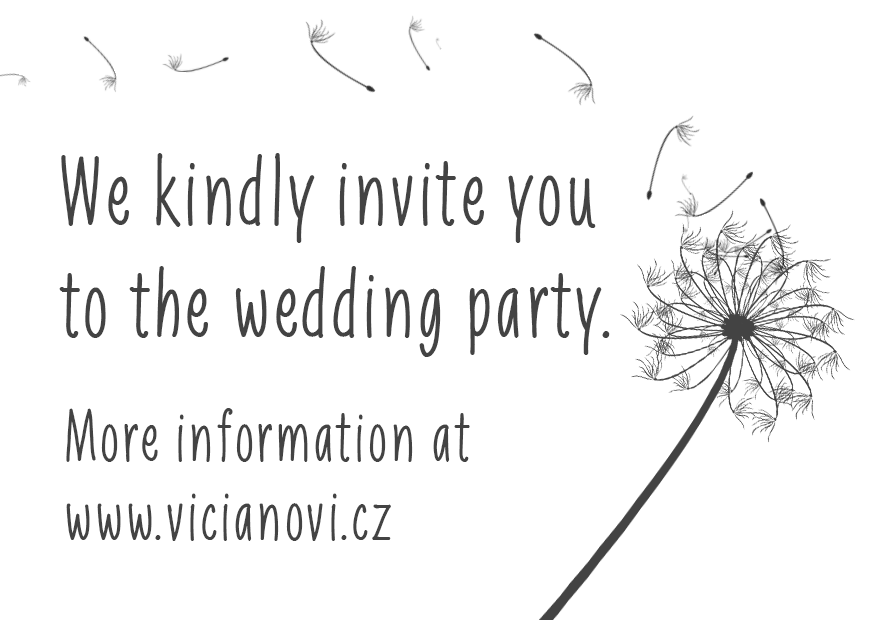 We kindly invite you
to the wedding party.
More information at
www.vicianovi.cz